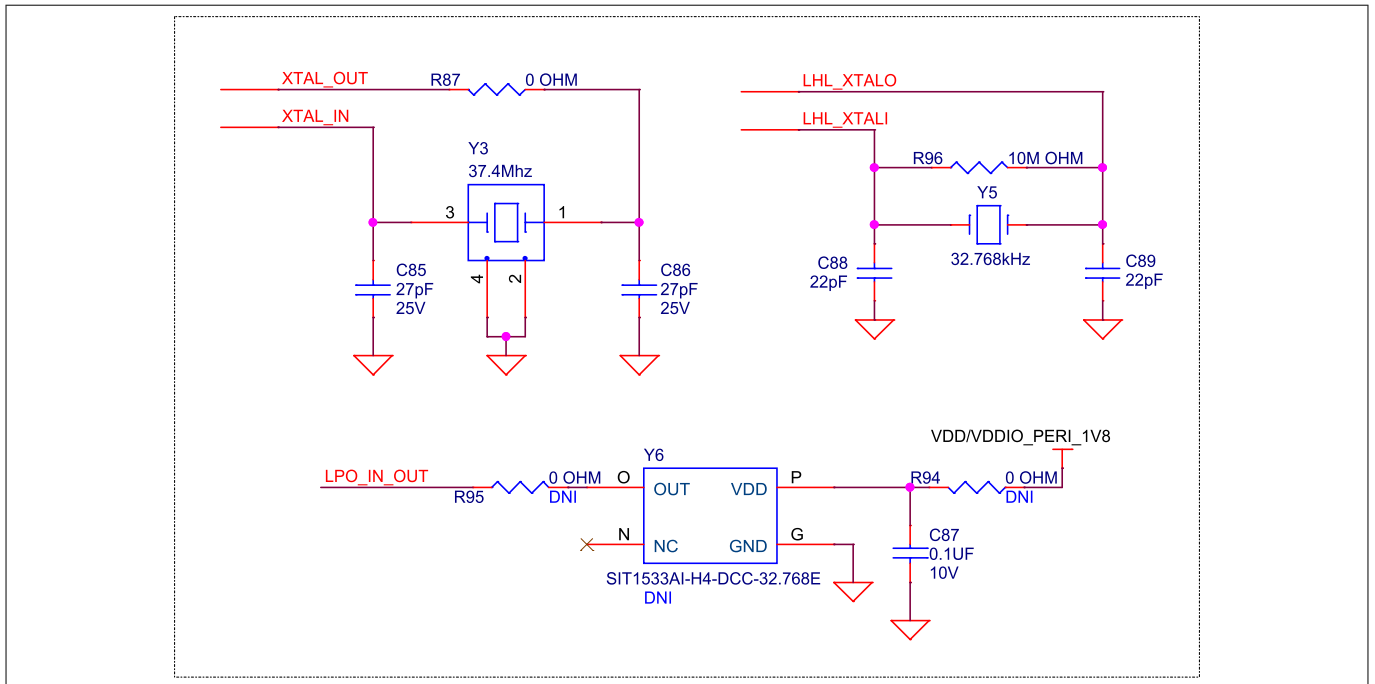 XTAL_OUT
R87
0 OHM
XTAL_IN
Y3
37.4Mhz
3
1
4
2
C85
27pF
25V
C86
27pF
25V
LHL_XTALO
LHL_XTALI
R96
10M OHM
Y5
32.768kHz
C88
22pF
C89
22pF
LPO_IN_OUT
R95
0 OHM
DNI
Y6
O
OUT
VDD
P
N
NC
GND
G
SIT1533AI-H4-DCC-32.768E
DNI
VDD/VDDIO_PERI_1V8
R94
0 OHM
DNI
C87
0.1UF
10V